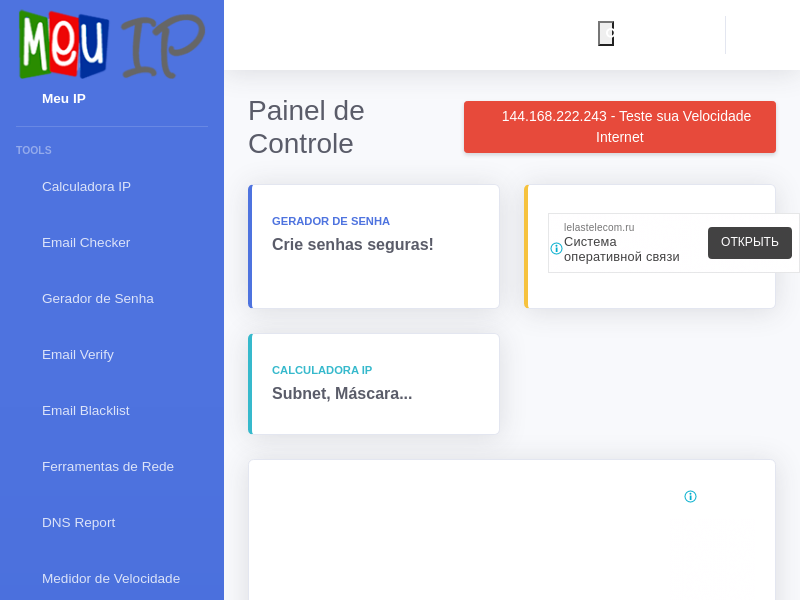 Meu IP
Meu IP
TOOLS
Calculadora IP
Email Checker
Gerador de Senha
Email Verify
Email Blacklist
Ferramentas de Rede
DNS Report
Medidor de Velocidade
Painel de
Controle
144.168.222.243 - Teste sua Velocidade
Internet
GERADOR DE SENHA
Crie senhas seguras!
lelastelecom.ru
Система
оперативной связи
ОТКРЫТЬ
CALCULADORA IP
Subnet, Máscara...